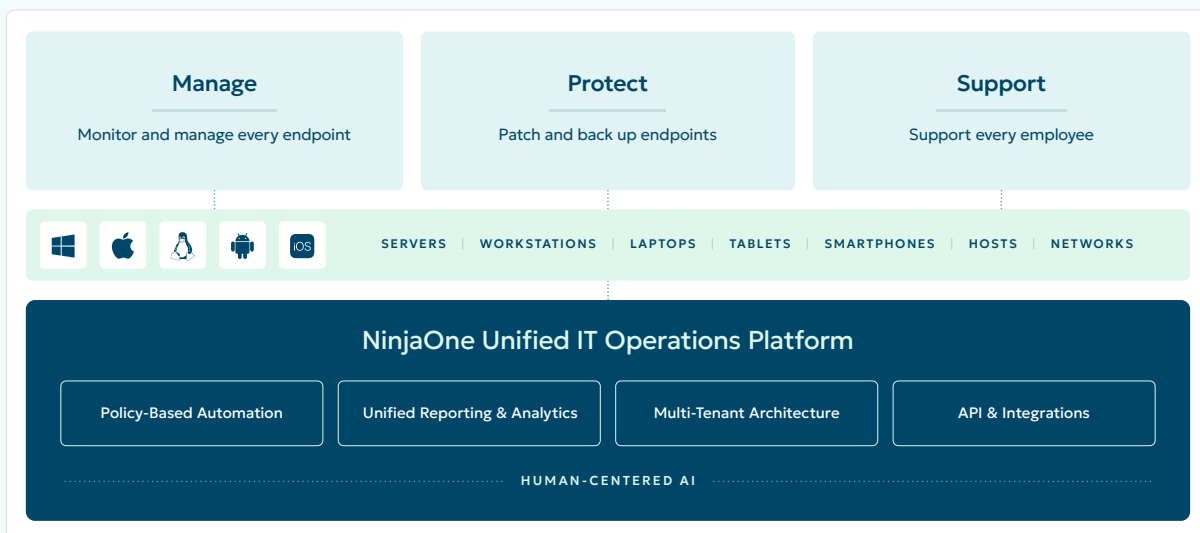 Manage
Monitor and manage every endpoint
Protect
Patch and back up endpoints
Support
Support every employee
iOS
SERVERS | WORKSTATIONS | LAPTOPS | TABLETS | SMARTPHONES | HOSTS | NETWORKS
NinjaOne Unified IT Operations Platform
Policy-Based Automation
Unified Reporting & Analytics
Multi-Tenant Architecture
API & Integrations
HUMAN-CENTERED AI